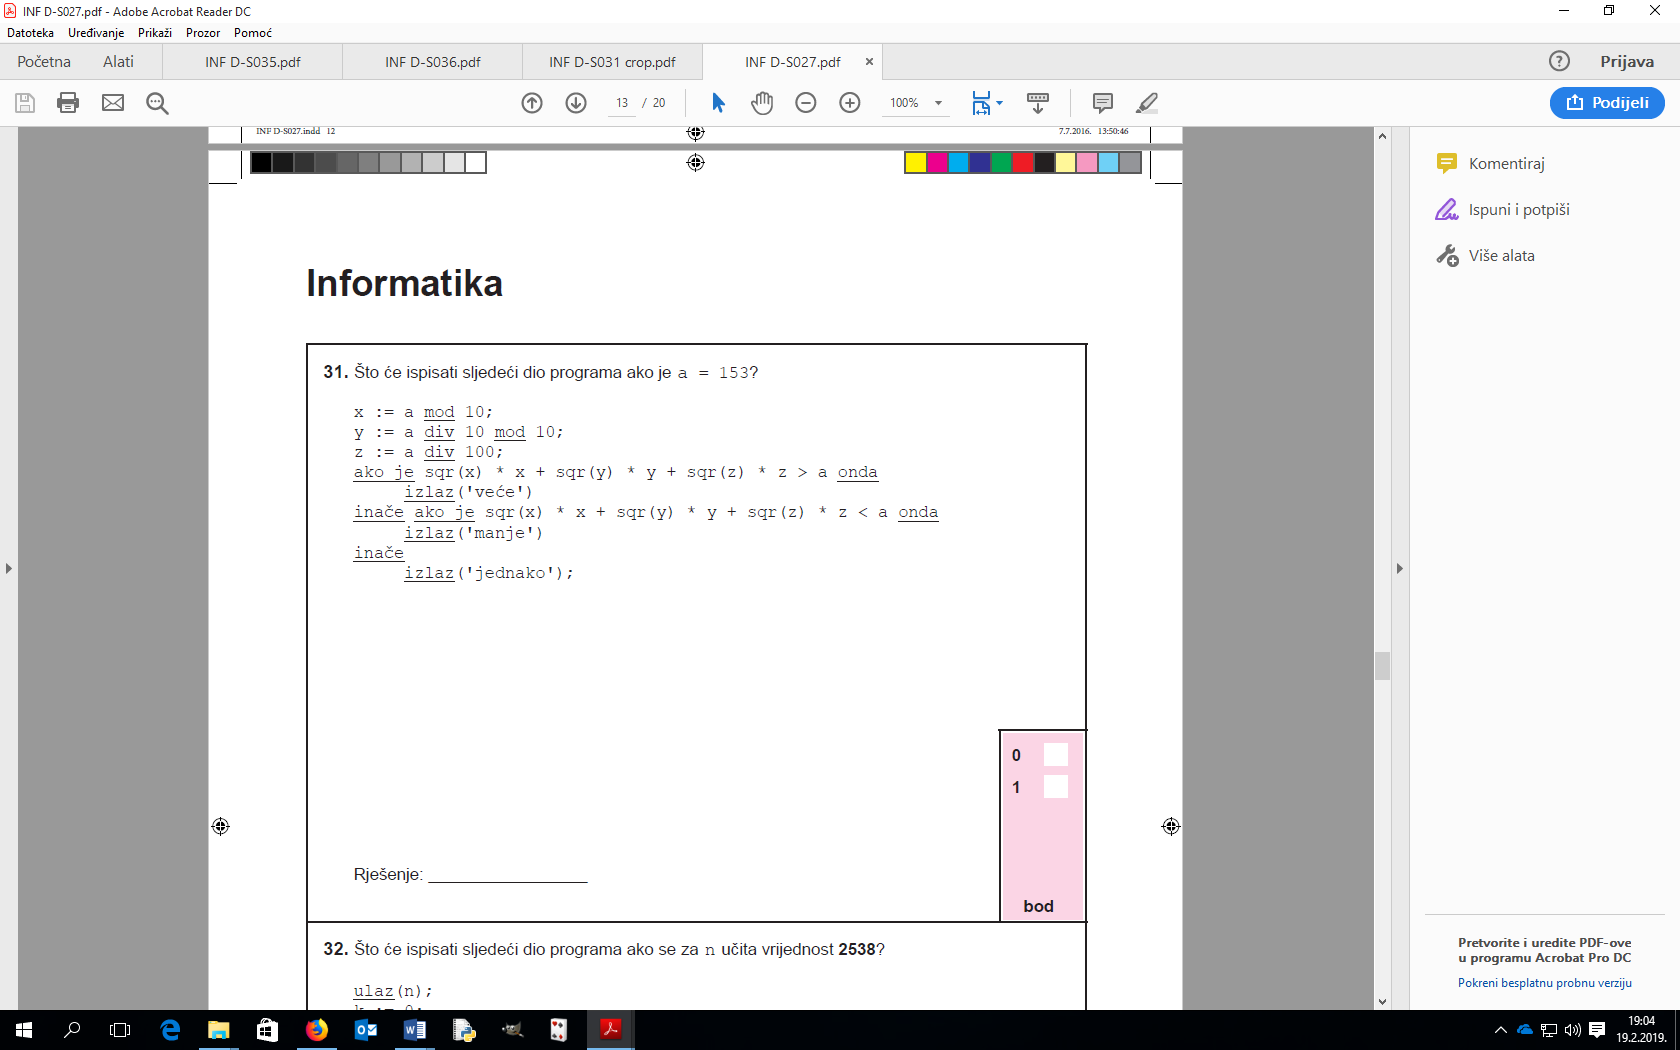 INF D-S027.pdf - Adobe Acrobat Reader DC
Datoteka Uređivanje Prikaži Prozor Pomoć
Početna Alati INF D-S035.pdf INF D-S036.pdf INF D-S031 crop.pdf INF D-S027.pdf × ? Prijava
13 / 20 100% Podijeli
INF D-S027.indd 12 7.7.2016. 13:50:46
Komentiraj
Ispuni i potpiši
Više alata
Informatika
31. Što će ispisati sljedeći dio programa ako je a = 153?
x := a mod 10;
y := a div 10 mod 10;
z := a div 100;
ako je sqr(x) * x + sqr(y) * y + sqr(z) * z > a onda
izlaz('veće')
inače ako je sqr(x) * x + sqr(y) * y + sqr(z) * z < a onda
izlaz('manje')
inače
izlaz('jednako');
0
1
bod
Rješenje: _________________
32. Što će ispisati sljedeći dio programa ako se za n učita vrijednost 2538?
ulaz(n);
Pretvorite i uredite PDF-ove
u programu Acrobat Pro DC
Pokreni besplatnu probnu verziju
19:04
19.2.2019.